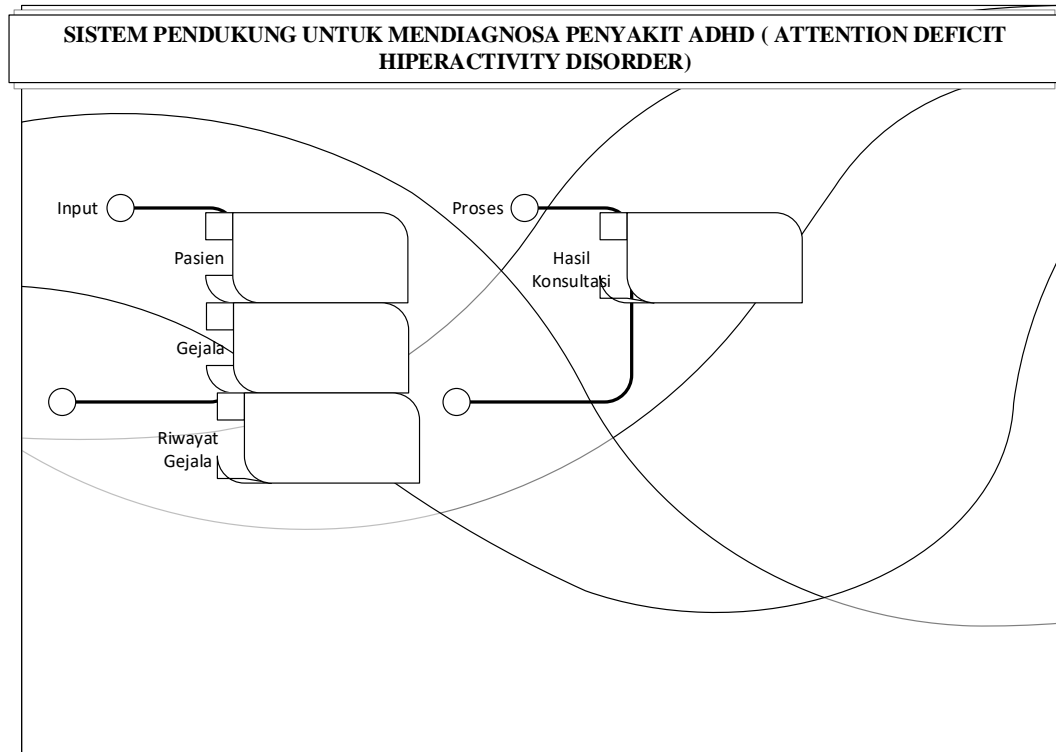 SISTEM PENDUKUNG UNTUK MENDIAGNOSA PENYAKIT ADHD ( ATTENTION DEFICIT
HIPERACTIVITY DISORDER)
Input
Pasien
Gejala
Riwayat
Gejala
Proses
Hasil
Konsultasi